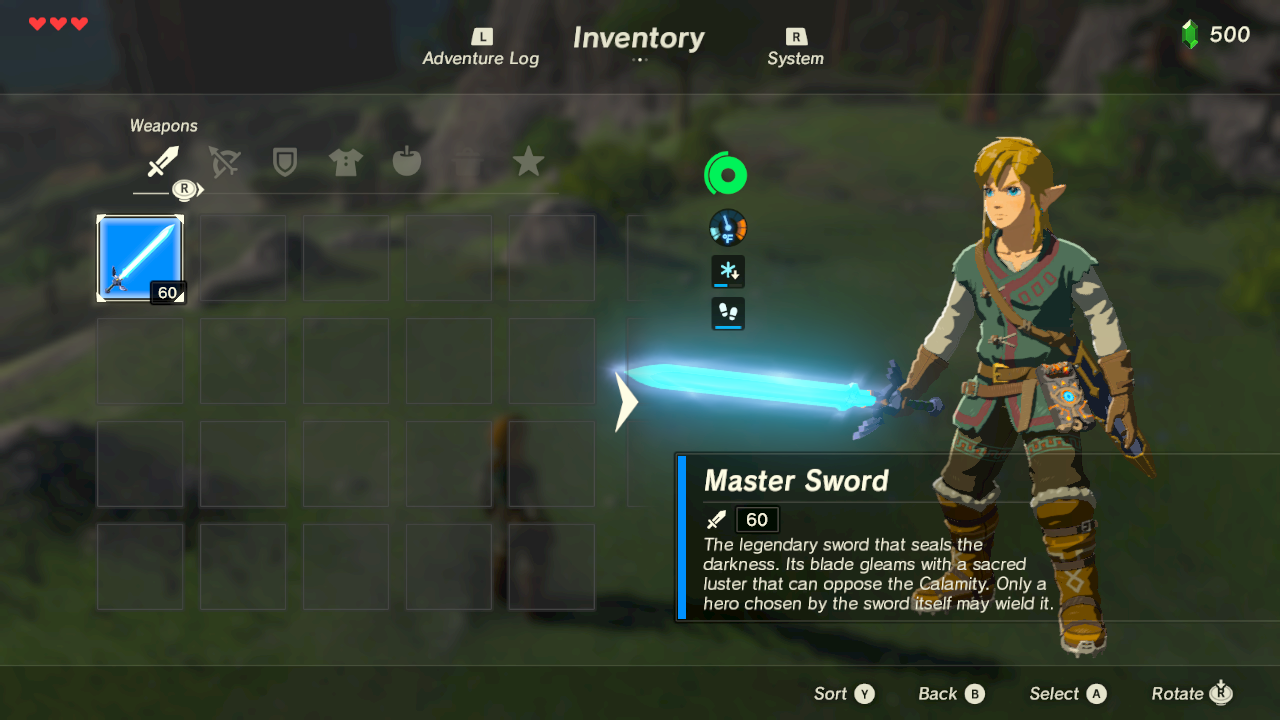 L
Adventure Log
Inventory
R
System
500
Weapons
R
60
°F
Master Sword
60
The legendary sword that seals the
darkness. Its blade gleams with a sacred
luster that can oppose the Calamity. Only a
hero chosen by the sword itself may wield it.
Sort Y
Back B
Select A
Rotate R